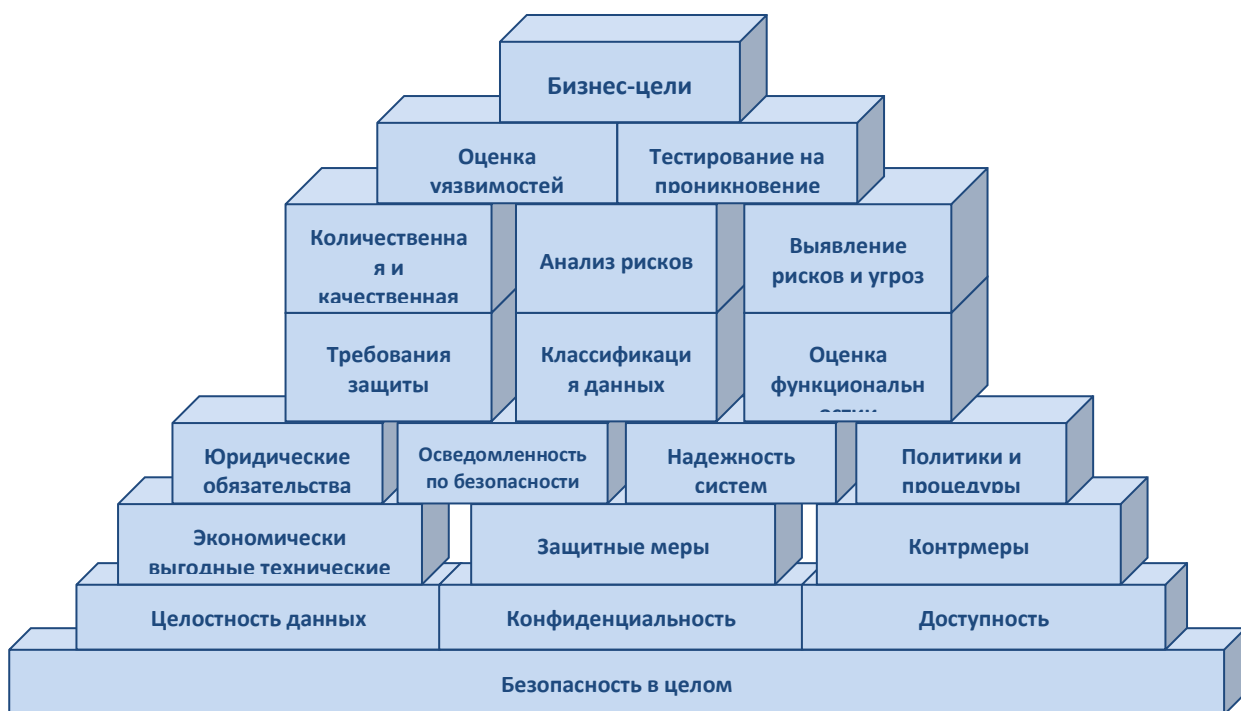 Бизнес-цели
Оценка
уязвимостей
Тестирование на
проникновение
Количественна
я и
качественная
Анализ рисков
Выявление
рисков и угроз
Требования
защиты
Классификаци
я данных
Оценка
функциональн
Юридические
обязательства
Осведомленность
по безопасности
Надежность
систем
Политики и
процедуры
Экономически
выгодные технические
Защитные меры
Контрмеры
Целостность данных
Конфиденциальность
Доступность
Безопасность в целом